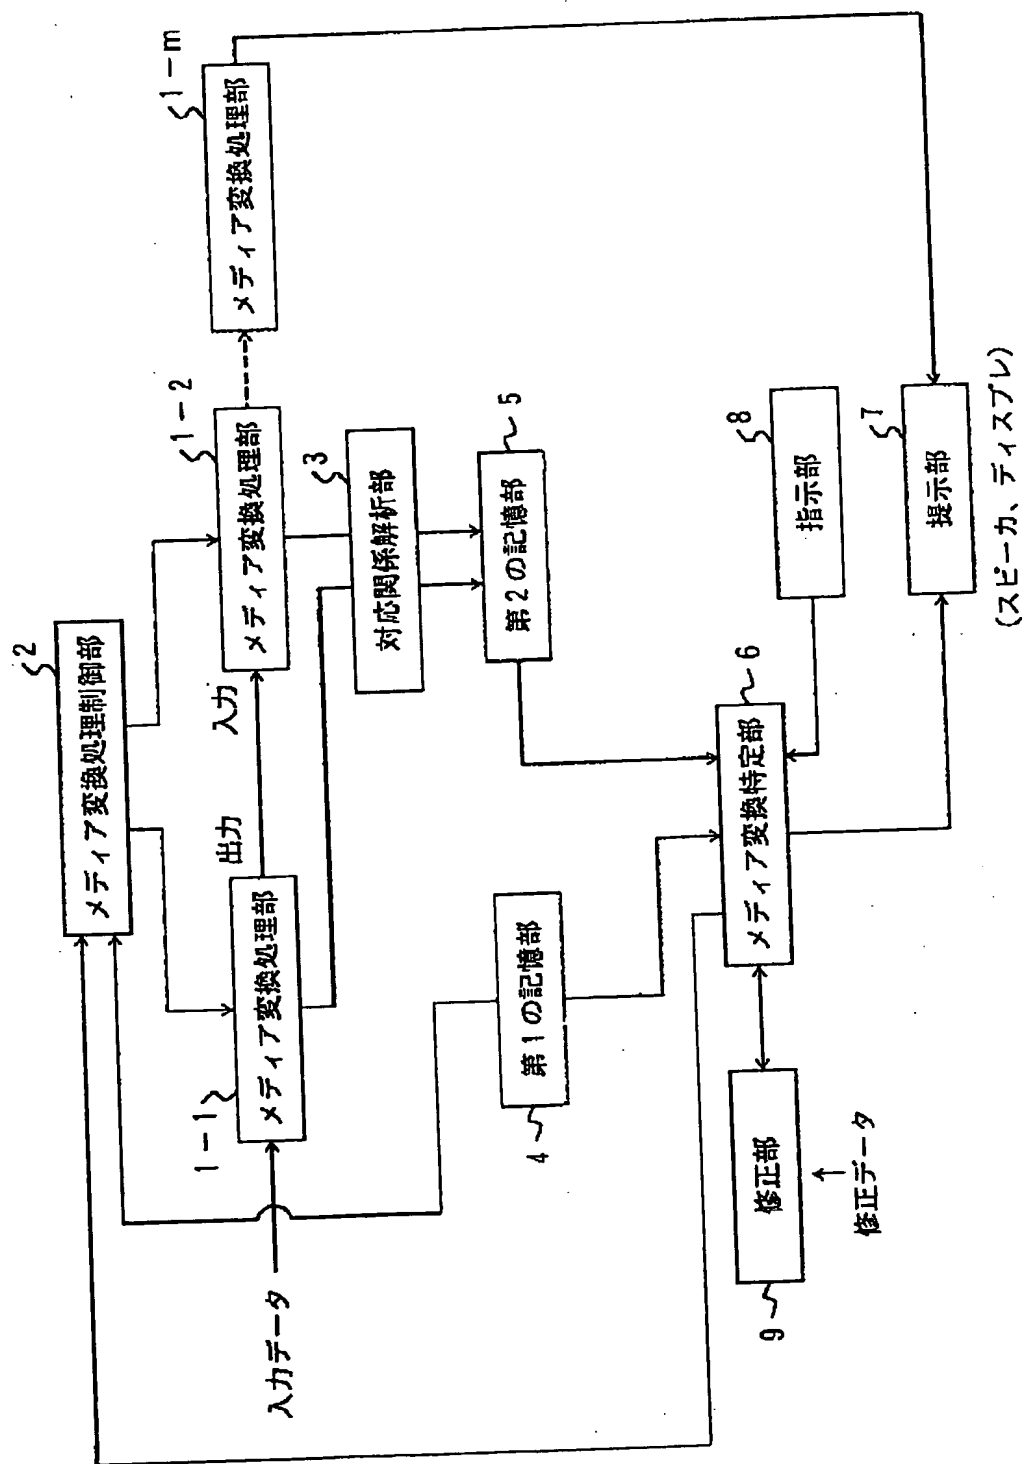 2
メディア変換処理制御部
1-1
メディア変換処理部
出力
入力
1-2
メディア変換処理部
1-m
メディア変換処理部
入力データ
3
対応関係解析部
4
第1の記憶部
5
第2の記憶部
6
メディア変換特定部
8
指示部
9
修正部
修正データ
7
提示部
(スピーカ、ディスプレ)